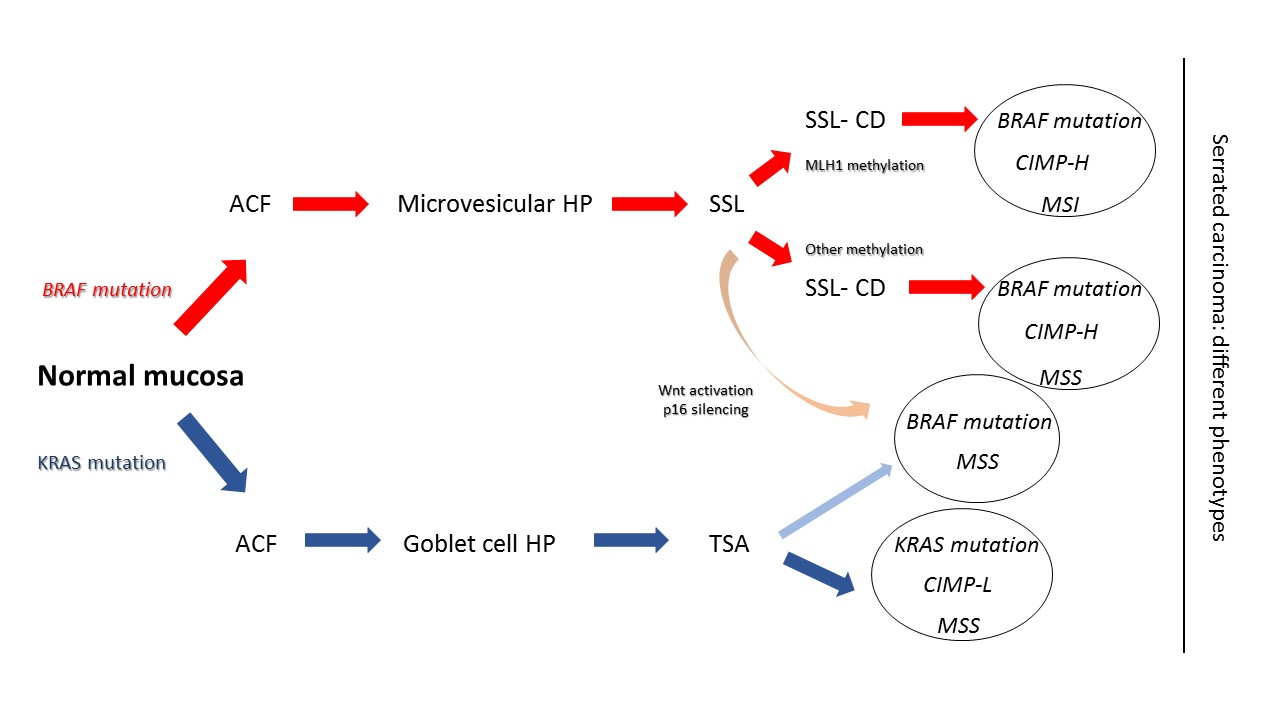 SSL- CD
BRAF mutation
CIMP-H
MSI
MLH1 methylation
ACF
Microvesicular HP
SSL
Other methylation
SSL- CD
BRAF mutation
CIMP-H
MSS
BRAF mutation
Normal mucosa
Wnt activation
p16 silencing
BRAF mutation
MSS
KRAS mutation
ACF
Goblet cell HP
TSA
KRAS mutation
CIMP-L
MSS
Serrated carcinoma: different phenotypes